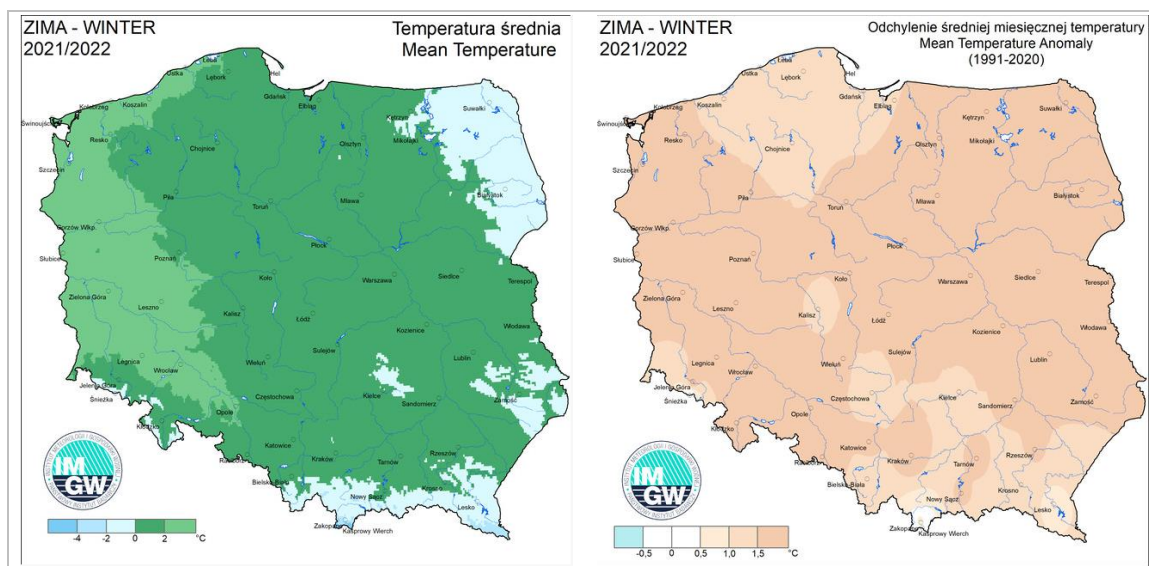 ZIMA - WINTER
2021/2022
Temperatura średnia
Mean Temperature
Łeba
Ustka
Lębork
Hel
Kołobrzeg
Koszalin
Gdańsk
Elbląg
Suwałki
Świnoujście
Kętrzyn
Resko
Chojnice
Olsztyn
Mikołajki
Szczecin
Piła
Białystok
Toruń
Mława
Gorzów Wkp.
Płock
Słubice
Poznań
Koło
Warszawa
Siedlce
Terespol
Zielona Góra
Leszno
Kalisz
Łódź
Kozienice
Włodawa
Legnica
Wrocław
Wieluń
Sulejów
Lublin
Jelenia Góra
Śnieżka
Częstochowa
Kielce
Sandomierz
Zamość
Opole
Kłodzko
Katowice
Kraków
Tarnów
Rzeszów
Bielsko-Biała
Nowy Sącz
Krosno
Lesko
Zakopane
Kasprowy Wierch
IM
GW
-4 -2 0 2 °C
ZIMA - WINTER
2021/2022
Odchylenie średniej miesięcznej temperatury
Mean Temperature Anomaly
(1991-2020)
Łeba
Ustka
Lębork
Hel
Kołobrzeg
Koszalin
Gdańsk
Elbląg
Suwałki
Świnoujście
Kętrzyn
Resko
Chojnice
Olsztyn
Mikołajki
Szczecin
Piła
Białystok
Toruń
Mława
Gorzów Wkp.
Płock
Słubice
Poznań
Koło
Warszawa
Siedlce
Terespol
Zielona Góra
Leszno
Kalisz
Łódź
Kozienice
Włodawa
Legnica
Wrocław
Wieluń
Sulejów
Lublin
Jelenia Góra
Śnieżka
Częstochowa
Kielce
Sandomierz
Zamość
Opole
Kłodzko
Katowice
Kraków
Tarnów
Rzeszów
Bielsko-Biała
Nowy Sącz
Krosno
Lesko
Zakopane
Kasprowy Wierch
IM
GW
-0,5 0 0,5 1,0 1,5 °C